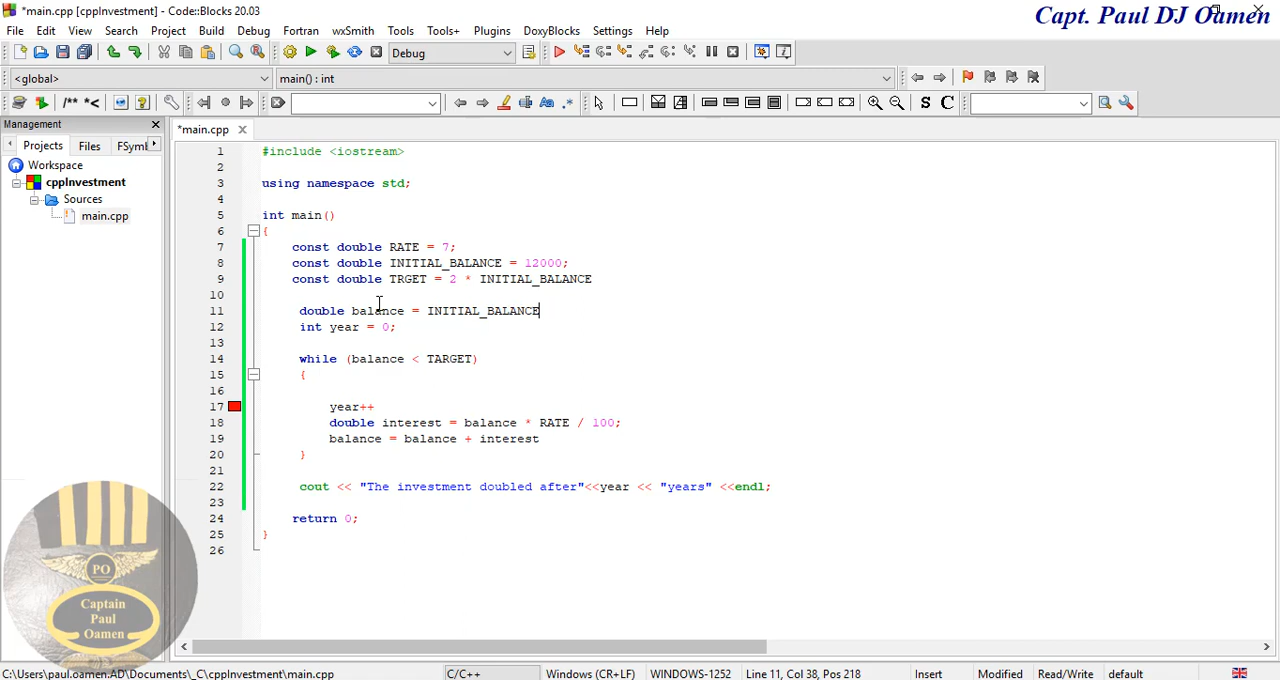 *main.cpp [cppInvestment] - Code::Blocks 20.03
Capt. Paul DJ Oamen
File Edit View Search Project Build Debug Fortran wxSmith Tools Tools+ Plugins DoxyBlocks Settings Help
Debug
<global> main() : int
/** *<
S C
Management
*main.cpp
Projects Files FSymb
Workspace
cppInvestment
Sources
main.cpp
1 #include <iostream>
2
3 using namespace std;
4
5 int main()
6 {
7 const double RATE = 7;
8 const double INITIAL_BALANCE = 12000;
9 const double TRGET = 2 * INITIAL_BALANCE
10
11 double balance = INITIAL_BALANCE
12 int year = 0;
13
14 while (balance < TARGET)
15 {
16
17 year++
18 double interest = balance * RATE / 100;
19 balance = balance + interest
20 }
21
22 cout << "The investment doubled after"<<year << "years" <<endl;
23
24 return 0;
25 }
26
PO
Captain
Paul
Oamen
C:\Users\paul.oamen.AD\Documents\_C\cppInvestment\main.cpp C/C++ Windows (CR+LF) WINDOWS-1252 Line 11, Col 38, Pos 218 Insert Modified Read/Write default